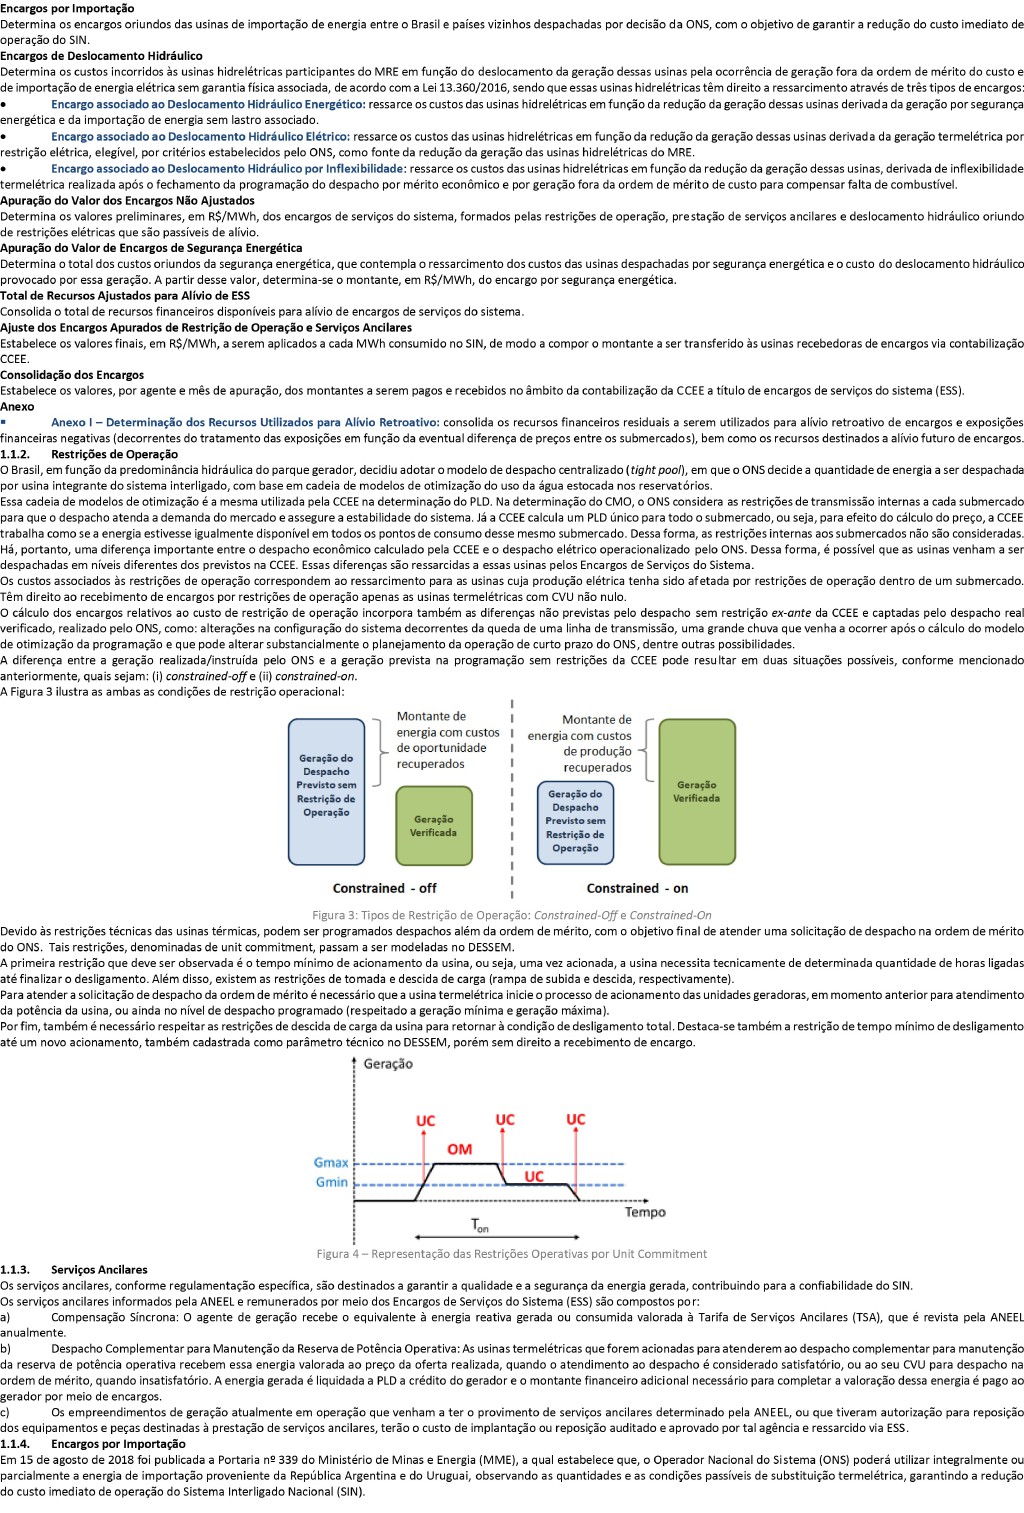 Encargos por Importação
Determina os encargos oriundos das usinas de importação de energia entre o Brasil e países vizinhos despachadas por decisão da ONS, com o objetivo de garantir a redução do custo imediato de
operação do SIN.
Encargos de Deslocamento Hidráulico
Determina os custos incorridos às usinas hidrelétricas participantes do MRE em função do deslocamento da geração dessas usinas pela ocorrência de geração fora da ordem de mérito do custo e
de importação de energia elétrica sem garantia física associada, de acordo com a Lei 13.360/2016, sendo que essas usinas hidrelétricas têm direito a ressarcimento através de três tipos de encargos:
• Encargo associado ao Deslocamento Hidráulico Energético: ressarce os custos das usinas hidrelétricas em função da redução da geração dessas usinas derivada da geração por segurança
energética e da importação de energia sem lastro associado.
• Encargo associado ao Deslocamento Hidráulico Elétrico: ressarce os custos das usinas hidrelétricas em função da redução da geração dessas usinas derivada da geração termelétrica por
restrição elétrica, elegível, por critérios estabelecidos pelo ONS, como fonte da redução da geração das usinas hidrelétricas do MRE.
• Encargo associado ao Deslocamento Hidráulico por Inflexibilidade: ressarce os custos das usinas hidrelétricas em função da redução da geração dessas usinas, derivada de inflexibilidade
termelétrica realizada após o fechamento da programação do despacho por mérito econômico e por geração fora da ordem de mérito de custo para compensar falta de combustível.
Apuração do Valor dos Encargos Não Ajustados
Determina os valores preliminares, em R$/MWh, dos encargos de serviços do sistema, formados pelas restrições de operação, prestação de serviços ancilares e deslocamento hidráulico oriundo
de restrições elétricas que são passíveis de alívio.
Apuração do Valor de Encargos de Segurança Energética
Determina o total dos custos oriundos da segurança energética, que contempla o ressarcimento dos custos das usinas despachadas por segurança energética e o custo do deslocamento hidráulico
provocado por essa geração. A partir desse valor, determina-se o montante, em R$/MWh, do encargo por segurança energética.
Total de Recursos Ajustados para Alívio de ESS
Consolida o total de recursos financeiros disponíveis para alívio de encargos de serviços do sistema.
Ajuste dos Encargos Apurados de Restrição de Operação e Serviços Ancilares
Estabelece os valores finais, em R$/MWh, a serem aplicados a cada MWh consumido no SIN, de modo a compor o montante a ser transferido às usinas recebedoras de encargos via contabilização
CCEE.
Consolidação dos Encargos
Estabelece os valores, por agente e mês de apuração, dos montantes a serem pagos e recebidos no âmbito da contabilização da CCEE a título de encargos de serviços do sistema (ESS).
Anexo
▪ Anexo I – Determinação dos Recursos Utilizados para Alívio Retroativo: consolida os recursos financeiros residuais a serem utilizados para alívio retroativo de encargos e exposições
financeiras negativas (decorrentes do tratamento das exposições em função da eventual diferença de preços entre os submercados), bem como os recursos destinados a alívio futuro de encargos.
1.1.2. Restrições de Operação
O Brasil, em função da predominância hidráulica do parque gerador, decidiu adotar o modelo de despacho centralizado (tight pool), em que o ONS decide a quantidade de energia a ser despachada
por usina integrante do sistema interligado, com base em cadeia de modelos de otimização do uso da água estocada nos reservatórios.
Essa cadeia de modelos de otimização é a mesma utilizada pela CCEE na determinação do PLD. Na determinação do CMO, o ONS considera as restrições de transmissão internas a cada submercado
para que o despacho atenda a demanda do mercado e assegure a estabilidade do sistema. Já a CCEE calcula um PLD único para todo o submercado, ou seja, para efeito do cálculo do preço, a CCEE
trabalha como se a energia estivesse igualmente disponível em todos os pontos de consumo desse mesmo submercado. Dessa forma, as restrições internas aos submercados não são consideradas.
Há, portanto, uma diferença importante entre o despacho econômico calculado pela CCEE e o despacho elétrico operacionalizado pelo ONS. Dessa forma, é possível que as usinas venham a ser
despachadas em níveis diferentes dos previstos na CCEE. Essas diferenças são ressarcidas a essas usinas pelos Encargos de Serviços do Sistema.
Os custos associados às restrições de operação correspondem ao ressarcimento para as usinas cuja produção elétrica tenha sido afetada por restrições de operação dentro de um submercado.
Têm direito ao recebimento de encargos por restrições de operação apenas as usinas termelétricas com CVU não nulo.
O cálculo dos encargos relativos ao custo de restrição de operação incorpora também as diferenças não previstas pelo despacho sem restrição ex-ante da CCEE e captadas pelo despacho real
verificado, realizado pelo ONS, como: alterações na configuração do sistema decorrentes da queda de uma linha de transmissão, uma grande chuva que venha a ocorrer após o cálculo do modelo
de otimização da programação e que pode alterar substancialmente o planejamento da operação de curto prazo do ONS, dentre outras possibilidades.
A diferença entre a geração realizada/instruída pelo ONS e a geração prevista na programação sem restrições da CCEE pode resultar em duas situações possíveis, conforme mencionado
anteriormente, quais sejam: (i) constrained-off e (ii) constrained-on.
A Figura 3 ilustra as ambas as condições de restrição operacional:
Geração do
Despacho
Previsto sem
Restrição de
Operação
Montante de
energia com custos
de oportunidade
recuperados
Geração
Verificada
Constrained - off
Montante de
energia com custos
de produção
recuperados
Geração do
Despacho
Previsto sem
Restrição de
Operação
Geração
Verificada
Constrained - on
Figura 3: Tipos de Restrição de Operação: Constrained-Off e Constrained-On
Devido às restrições técnicas das usinas térmicas, podem ser programados despachos além da ordem de mérito, com o objetivo final de atender uma solicitação de despacho na ordem de mérito
do ONS. Tais restrições, denominadas de unit commitment, passam a ser modeladas no DESSEM.
A primeira restrição que deve ser observada é o tempo mínimo de acionamento da usina, ou seja, uma vez acionada, a usina necessita tecnicamente de determinada quantidade de horas ligadas
até finalizar o desligamento. Além disso, existem as restrições de tomada e descida de carga (rampa de subida e descida, respectivamente).
Para atender a solicitação de despacho da ordem de mérito é necessário que a usina termelétrica inicie o processo de acionamento das unidades geradoras, em momento anterior para atendimento
da potência da usina, ou ainda no nível de despacho programado (respeitado a geração mínima e geração máxima).
Por fim, também é necessário respeitar as restrições de descida de carga da usina para retornar à condição de desligamento total. Destaca-se também a restrição de tempo mínimo de desligamento
até um novo acionamento, também cadastrada como parâmetro técnico no DESSEM, porém sem direito a recebimento de encargo.
Geração
UC UC UC
OM
Gmax
UC
Gmin
Tempo
Ton
Figura 4 – Representação das Restrições Operativas por Unit Commitment
1.1.3. Serviços Ancilares
Os serviços ancilares, conforme regulamentação específica, são destinados a garantir a qualidade e a segurança da energia gerada, contribuindo para a confiabilidade do SIN.
Os serviços ancilares informados pela ANEEL e remunerados por meio dos Encargos de Serviços do Sistema (ESS) são compostos por:
a) Compensação Síncrona: O agente de geração recebe o equivalente à energia reativa gerada ou consumida valorada à Tarifa de Serviços Ancilares (TSA), que é revista pela ANEEL
anualmente.
b) Despacho Complementar para Manutenção da Reserva de Potência Operativa: As usinas termelétricas que forem acionadas para atenderem ao despacho complementar para manutenção
da reserva de potência operativa recebem essa energia valorada ao preço da oferta realizada, quando o atendimento ao despacho é considerado satisfatório, ou ao seu CVU para despacho na
ordem de mérito, quando insatisfatório. A energia gerada é liquidada a PLD a crédito do gerador e o montante financeiro adicional necessário para completar a valoração dessa energia é pago ao
gerador por meio de encargos.
c) Os empreendimentos de geração atualmente em operação que venham a ter o provimento de serviços ancilares determinado pela ANEEL, ou que tiveram autorização para reposição
dos equipamentos e peças destinadas à prestação de serviços ancilares, terão o custo de implantação ou reposição auditado e aprovado por tal agência e ressarcido via ESS.
1.1.4. Encargos por Importação
Em 15 de agosto de 2018 foi publicada a Portaria nº 339 do Ministério de Minas e Energia (MME), a qual estabelece que, o Operador Nacional do Sistema (ONS) poderá utilizar integralmente ou
parcialmente a energia de importação proveniente da República Argentina e do Uruguai, observando as quantidades e as condições passíveis de substituição termelétrica, garantindo a redução
do custo imediato de operação do Sistema Interligado Nacional (SIN).